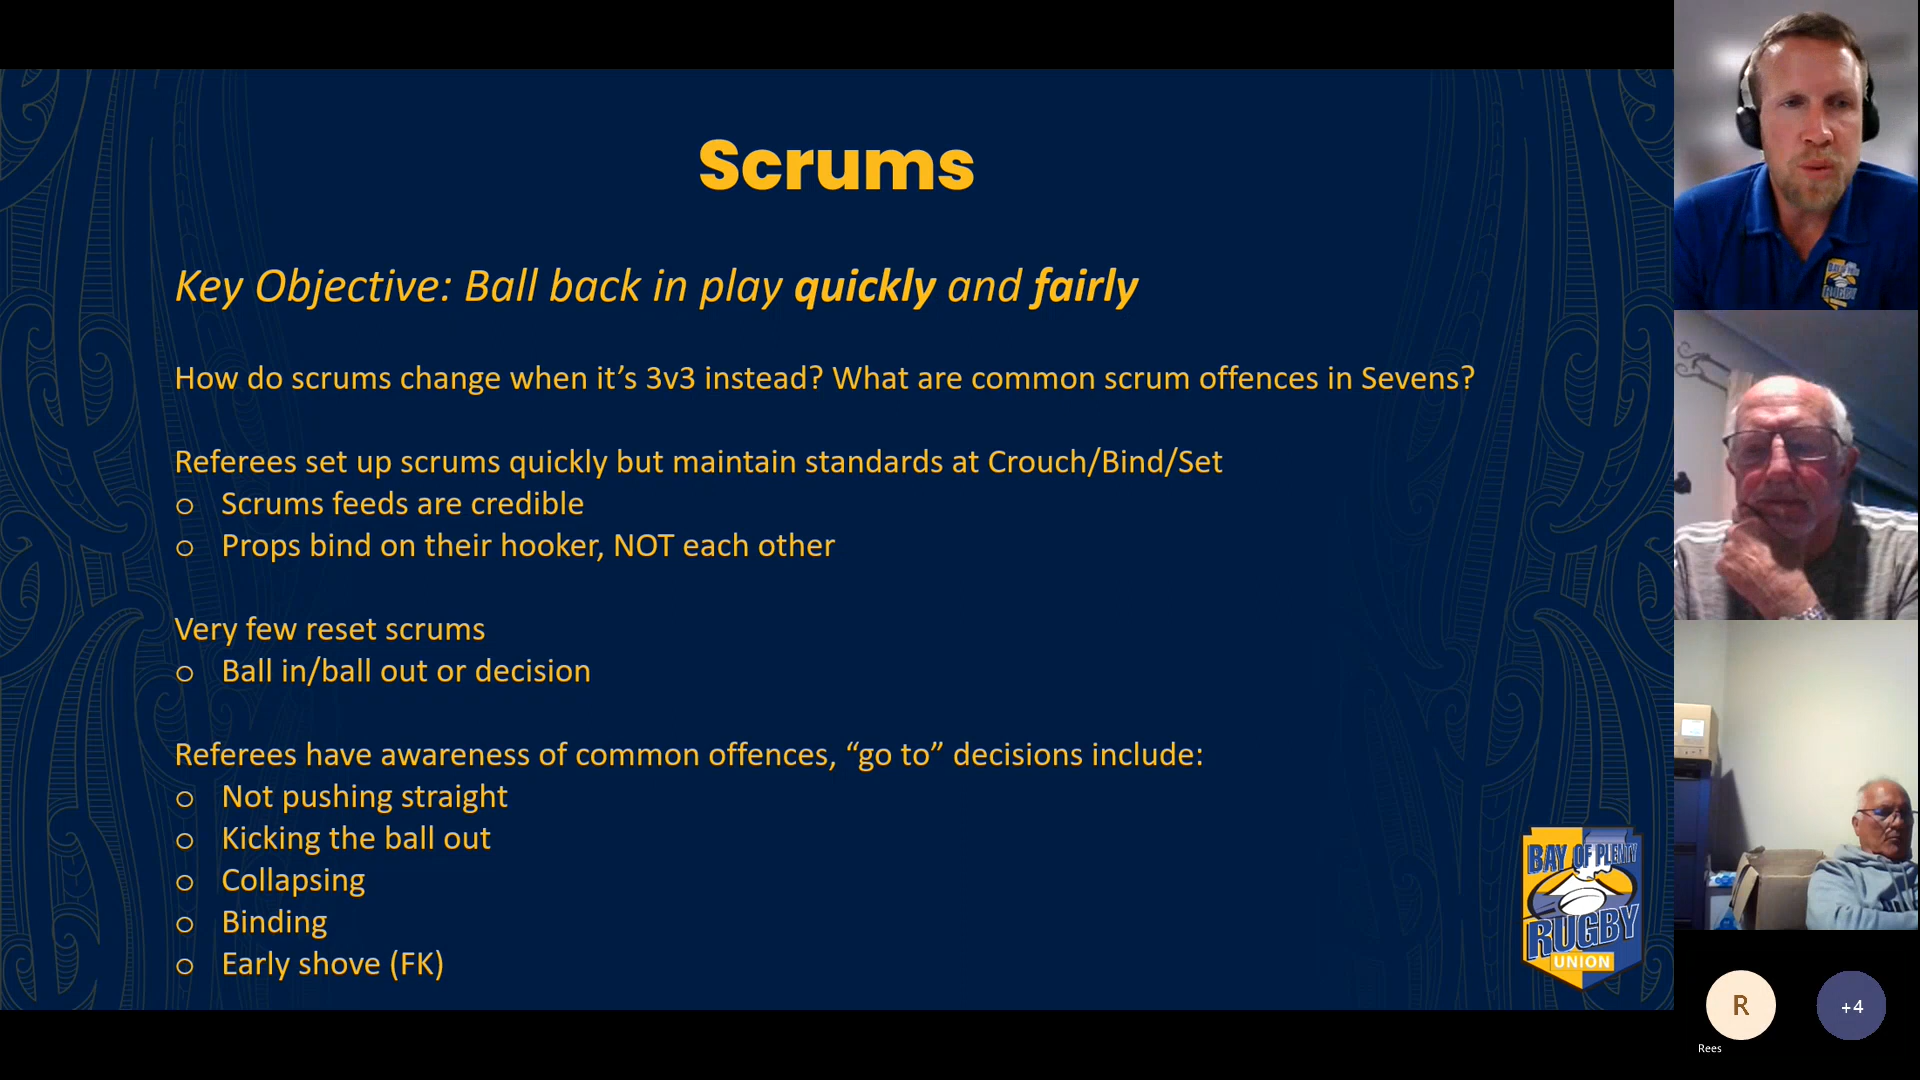 Scrums
Key Objective: Ball back in play quickly and fairly
How do scrums change when it’s 3v3 instead? What are common scrum offences in Sevens?
Referees set up scrums quickly but maintain standards at Crouch/Bind/Set
o Scrums feeds are credible
o Props bind on their hooker, NOT each other
Very few reset scrums
o Ball in/ball out or decision
Referees have awareness of common offences, “go to” decisions include:
o Not pushing straight
o Kicking the ball out
o Collapsing
o Binding
o Early shove (FK)
BAY OF PLENTY
RUGBY
UNION
RUGBY
R
+4
Rees